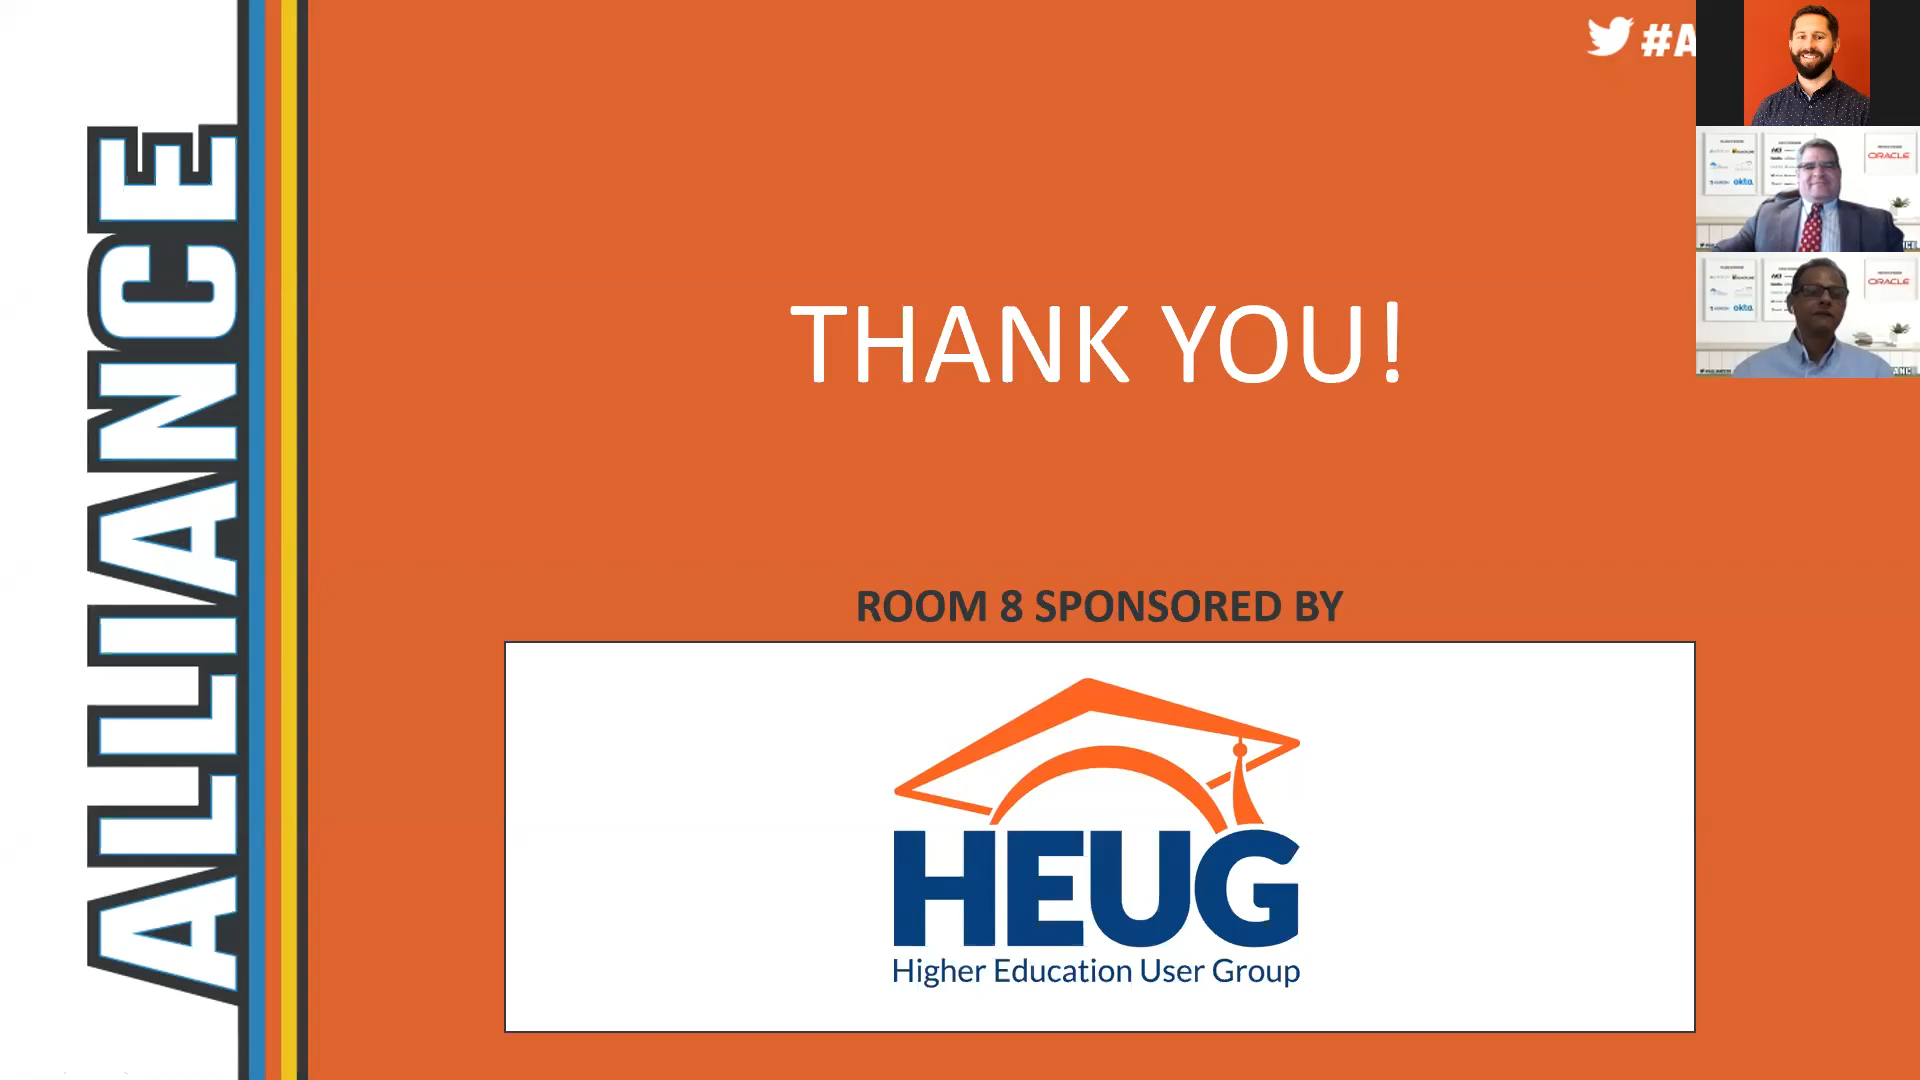 ALLIANCE
#A
THANK YOU!
ROOM 8 SPONSORED BY
HEUG
Higher Education User Group
ORACLE
okta
ORACLE
okta